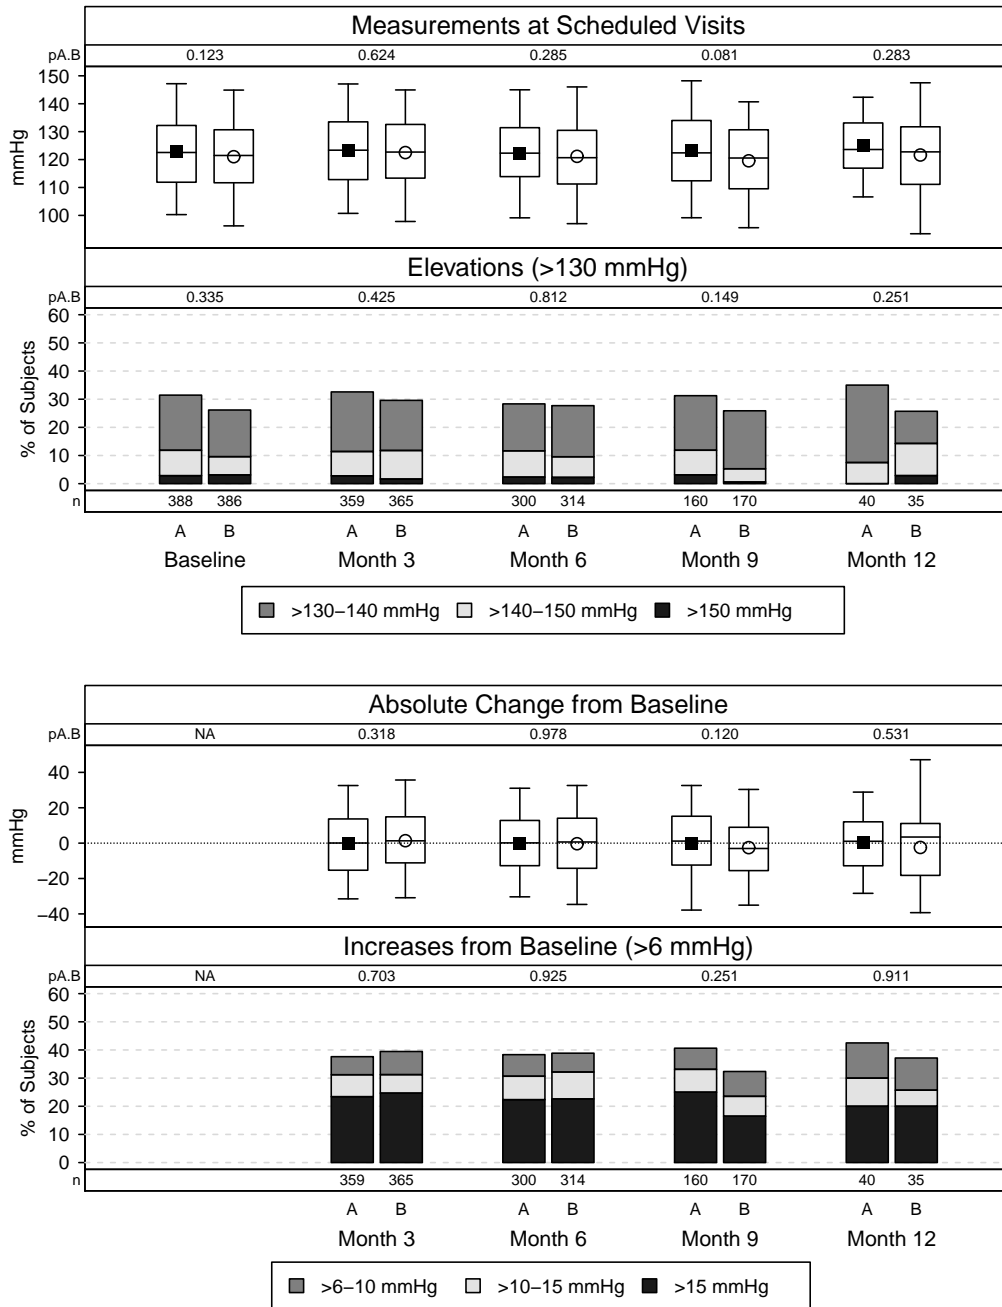 Measurements at Scheduled Visits
pA.B 0.123 0.624 0.285 0.081 0.283
150
140
130
120
110
100
mmHg
Elevations (>130 mmHg)
pA.B 0.335 0.425 0.812 0.149 0.251
60
50
40
30
20
10
0
% of Subjects
n 388 386 359 365 300 314 160 170 40 35
A B A B A B A B A B
Baseline Month 3 Month 6 Month 9 Month 12
>130−140 mmHg >140−150 mmHg >150 mmHg
Absolute Change from Baseline
pA.B NA 0.318 0.978 0.120 0.531
40
20
0
−20
−40
mmHg
Increases from Baseline (>6 mmHg)
pA.B NA 0.703 0.925 0.251 0.911
60
50
40
30
20
10
0
% of Subjects
n 359 365 300 314 160 170 40 35
A B A B A B A B
Month 3 Month 6 Month 9 Month 12
>6−10 mmHg >10−15 mmHg >15 mmHg